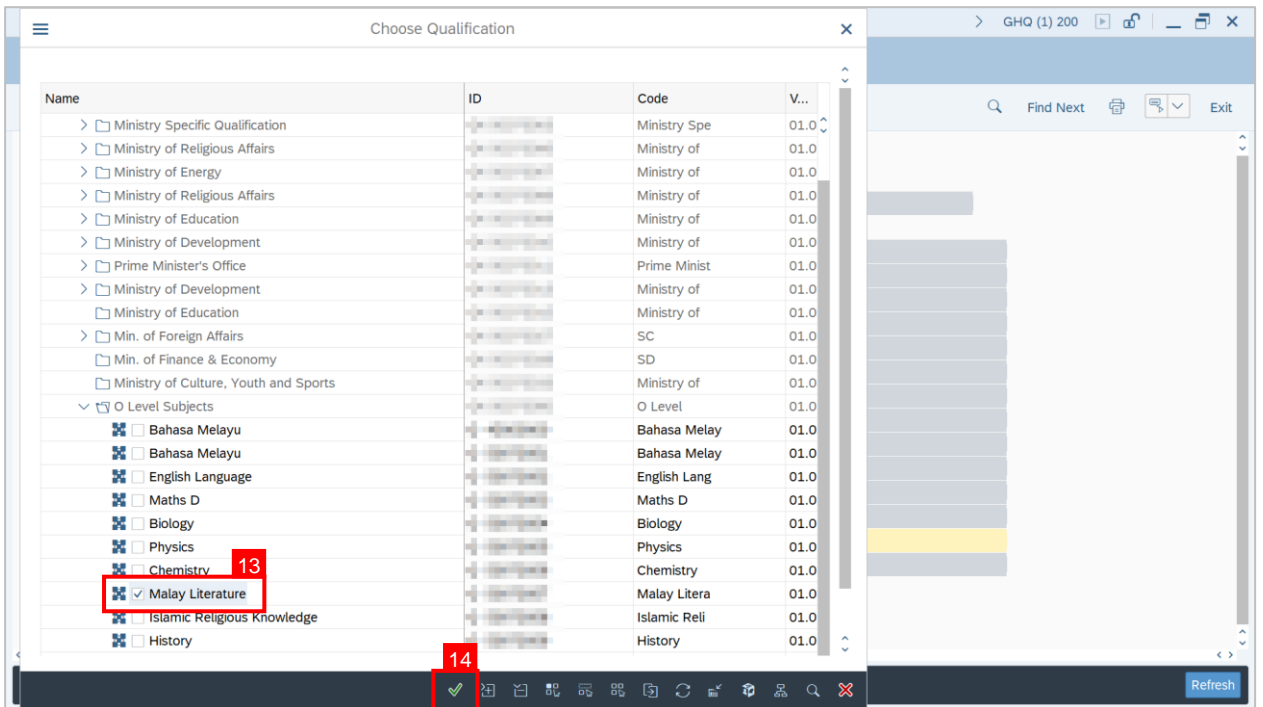 Choose Qualification
GHQ (1) 200
Find Next
Exit
Name ID Code V...
Ministry Specific Qualification Ministry Spe 01.0
Ministry of Religious Affairs Ministry of 01.0
Ministry of Energy Ministry of 01.0
Ministry of Religious Affairs Ministry of 01.0
Ministry of Education Ministry of 01.0
Ministry of Development Ministry of 01.0
Prime Minister's Office Prime Minist 01.0
Ministry of Development Ministry of 01.0
Ministry of Education Ministry of 01.0
Min. of Foreign Affairs SC 01.0
Min. of Finance & Economy SD 01.0
Ministry of Culture, Youth and Sports Ministry of 01.0
O Level Subjects O Level 01.0
Bahasa Melayu Bahasa Melay 01.0
Bahasa Melayu Bahasa Melay 01.0
English Language English Lang 01.0
Maths D Maths D 01.0
Biology Biology 01.0
Physics Physics 01.0
13
Chemistry Chemistry 01.0
Malay Literature Malay Litera 01.0
Islamic Religious Knowledge Islamic Reli 01.0
History History 01.0
14
Refresh